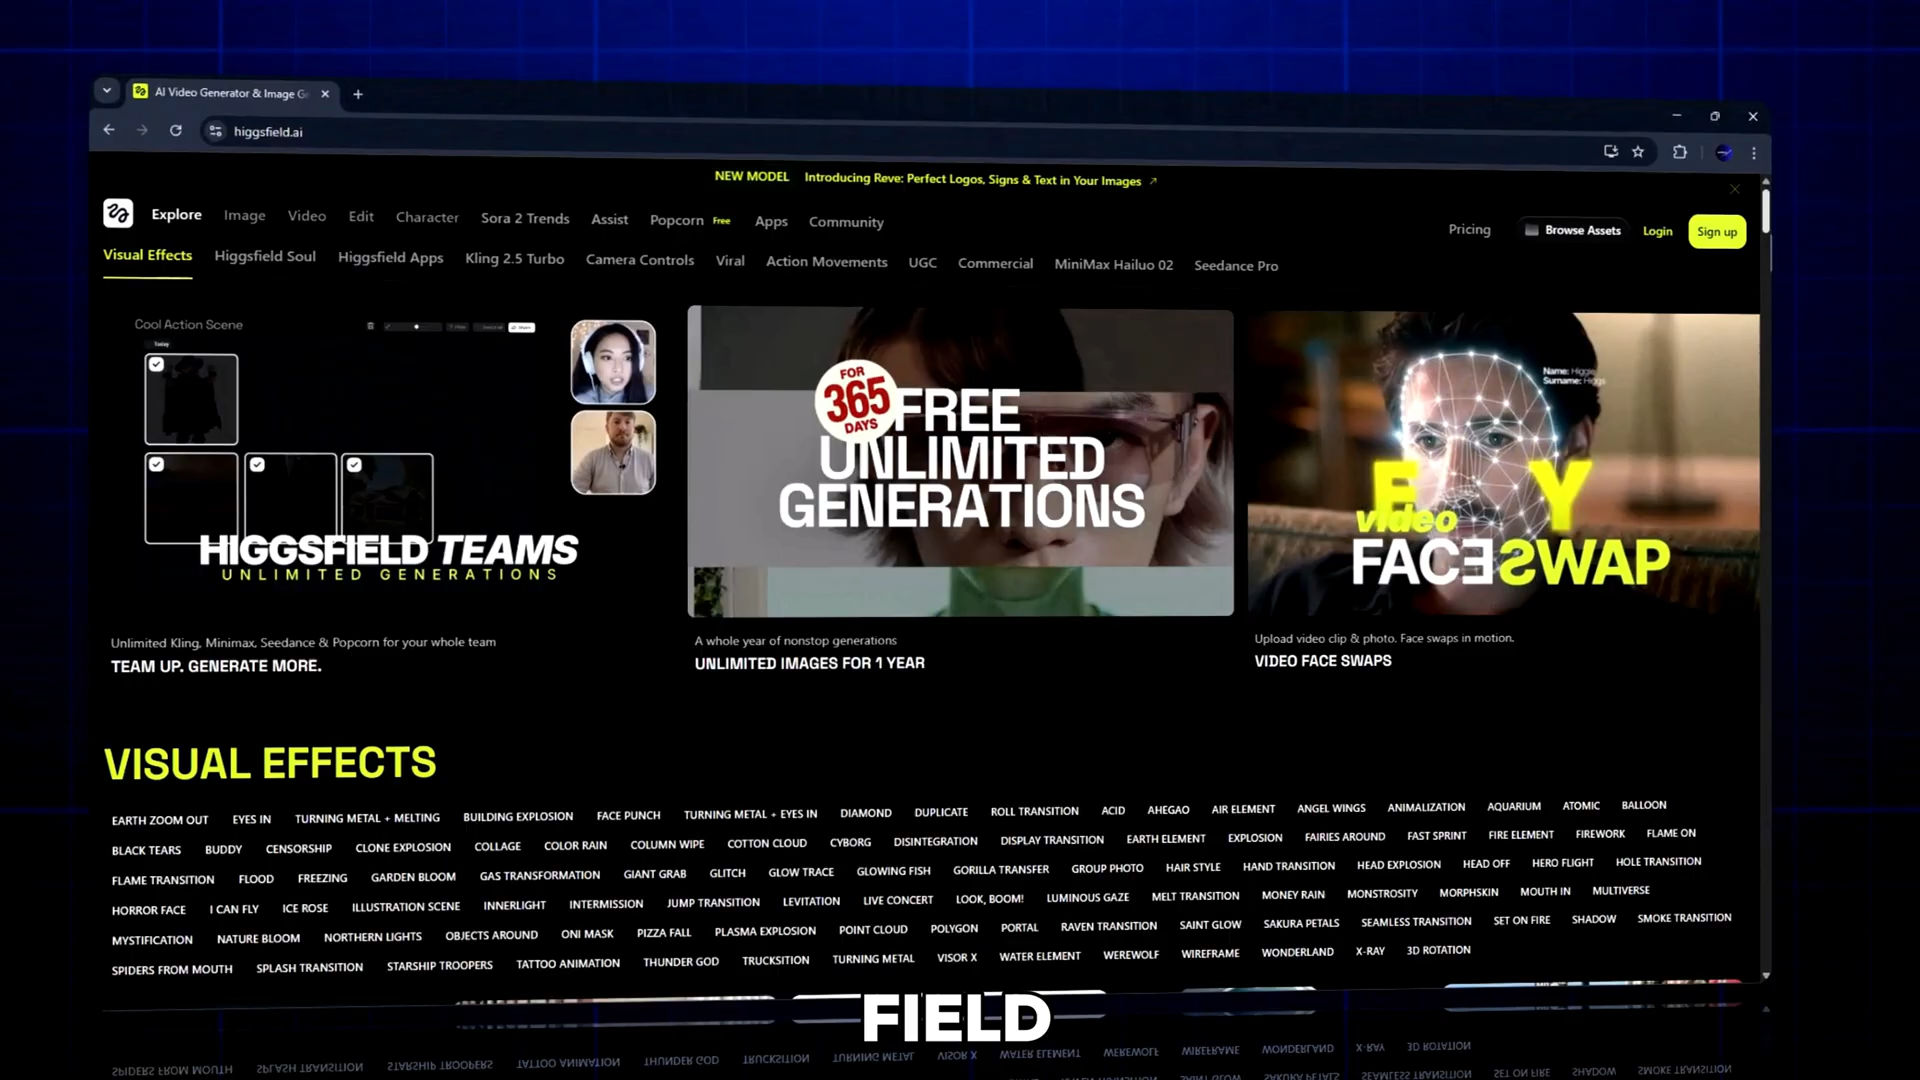 AI Video Generator & Image G
higgsfield.ai
NEW MODEL Introducing Reve: Perfect Logos, Signs & Text in Your Images
Explore Image Video Edit Character Sora 2 Trends Assist Popcorn Free Apps Community Pricing Browse Assets Login Sign up
Visual Effects Higgsfield Soul Higgsfield Apps Kling 2.5 Turbo Camera Controls Viral Action Movements UGC Commercial MiniMax Hailuo 02 Seedance Pro
Cool Action Scene
Today
HIGGSFIELD TEAMS
UNLIMITED GENERATIONS
Unlimited Kling, Minimax, Seedance & Popcorn for your whole team
TEAM UP. GENERATE MORE.
FOR
365
DAYS
FREE
UNLIMITED
GENERATIONS
A whole year of nonstop generations
UNLIMITED IMAGES FOR 1 YEAR
Name: Higgs
Surname: Higgs
video
FACE SWAP
Upload video clip & photo. Face swaps in motion.
VIDEO FACE SWAPS
VISUAL EFFECTS
EARTH ZOOM OUT EYES IN TURNING METAL + MELTING BUILDING EXPLOSION FACE PUNCH TURNING METAL + EYES IN DIAMOND DUPLICATE ROLL TRANSITION ACID AHEGAO AIR ELEMENT ANGEL WINGS ANIMALIZATION AQUARIUM ATOMIC BALLOON
BLACK TEARS BUDDY CENSORSHIP CLONE EXPLOSION COLLAGE COLOR RAIN COLUMN WIPE COTTON CLOUD CYBORG DISINTEGRATION DISPLAY TRANSITION EARTH ELEMENT EXPLOSION FAIRIES AROUND FAST SPRINT FIRE ELEMENT FIREWORK FLAME ON
FLAME TRANSITION FLOOD FREEZING GARDEN BLOOM GAS TRANSFORMATION GIANT GRAB GLITCH GLOW TRACE GLOWING FISH GORILLA TRANSFER GROUP PHOTO HAIR STYLE HAND TRANSITION HEAD EXPLOSION HEAD OFF HERO FLIGHT HOLE TRANSITION
HORROR FACE I CAN FLY ICE ROSE ILLUSTRATION SCENE INNERLIGHT INTERMISSION JUMP TRANSITION LEVITATION LIVE CONCERT LOOK, BOOM! LUMINOUS GAZE MELT TRANSITION MONEY RAIN MONSTROSITY MORPHSKIN MOUTH IN MULTIVERSE
MYSTIFICATION NATURE BLOOM NORTHERN LIGHTS OBJECTS AROUND ONI MASK PIZZA FALL PLASMA EXPLOSION POINT CLOUD POLYGON PORTAL RAVEN TRANSITION SAINT GLOW SAKURA PETALS SEAMLESS TRANSITION SET ON FIRE SHADOW SMOKE TRANSITION
SPIDERS FROM MOUTH SPLASH TRANSITION STARSHIP TROOPERS TATTOO ANIMATION THUNDER GOD TRUCKSITION TURNING METAL VISOR X WATER ELEMENT WEREWOLF WIREFRAME WONDERLAND X-RAY 3D ROTATION
FIELD